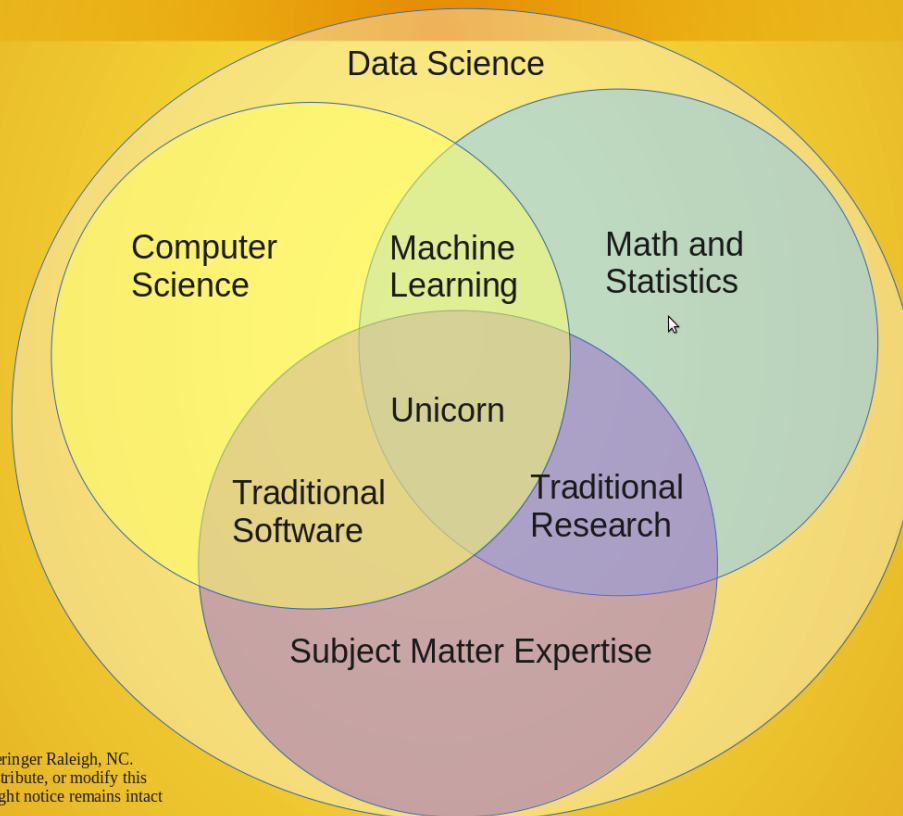 Data Science
Computer
Science
Machine
Learning
Math and
Statistics
Unicorn
Traditional
Software
Traditional
Research
Subject Matter Expertise
eringer Raleigh, NC.
tribute, or modify this
ght notice remains intact